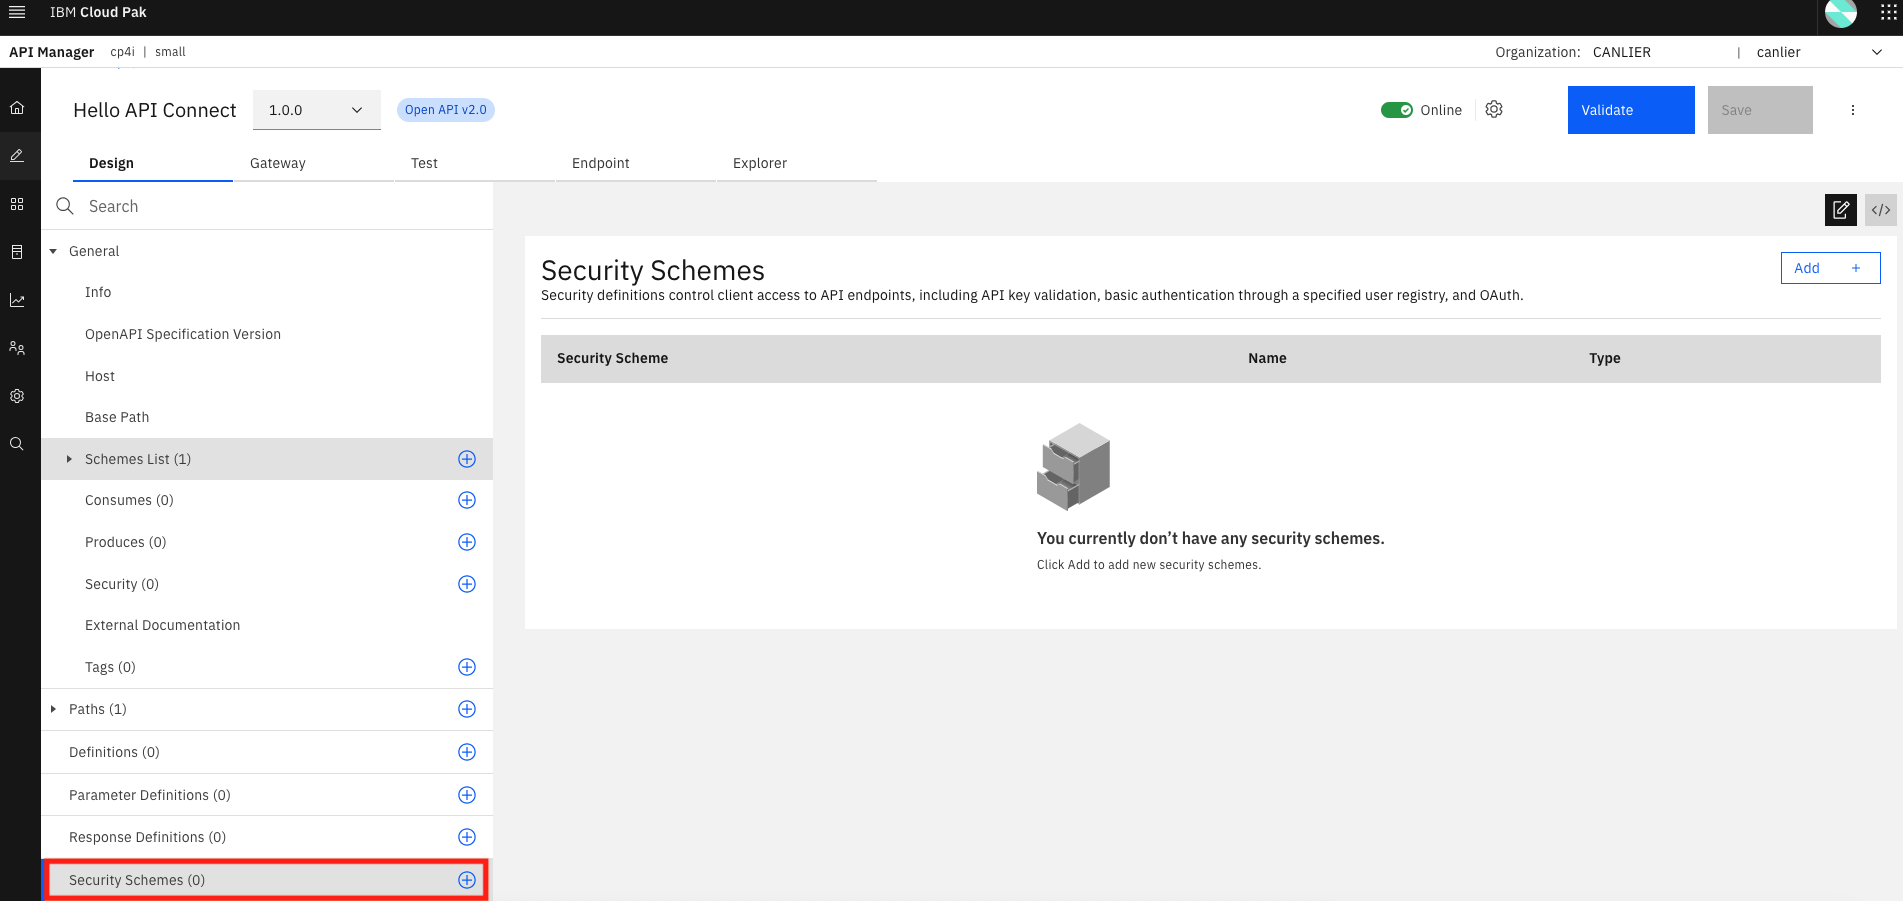 IBM Cloud Pak
API Manager cp4i | small Organization: CANLIER | canlier
Hello API Connect 1.0.0 Open API v2.0 Online Validate Save
Design Gateway Test Endpoint Explorer
Search
General
Info
OpenAPI Specification Version
Host
Base Path
Schemes List (1)
Consumes (0)
Produces (0)
Security (0)
External Documentation
Tags (0)
Paths (1)
Definitions (0)
Parameter Definitions (0)
Response Definitions (0)
Security Schemes (0)
</>
Security Schemes
Add +
Security definitions control client access to API endpoints, including API key validation, basic authentication through a specified user registry, and OAuth.
Security Scheme Name Type
You currently don’t have any security schemes.
Click Add to add new security schemes.